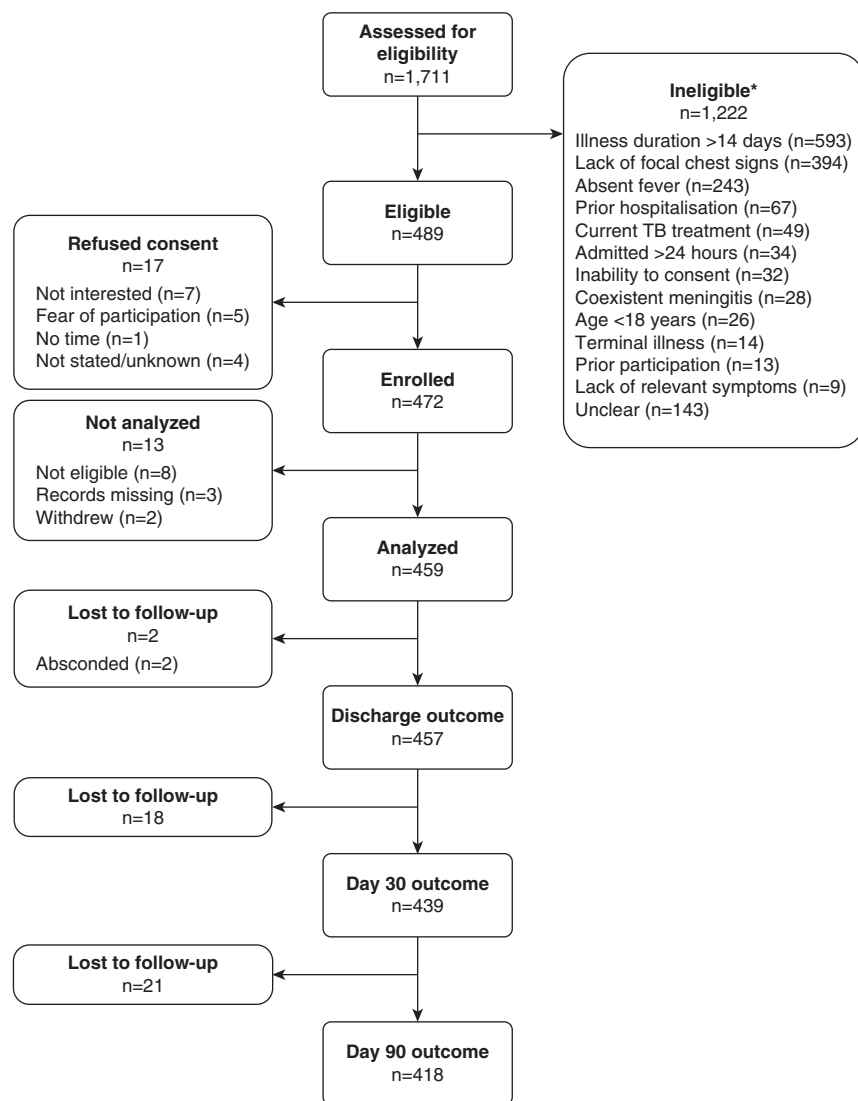 Assessed for
eligibility
n=1,711
Ineligible*
n=1,222
Illness duration >14 days (n=593)
Lack of focal chest signs (n=394)
Absent fever (n=243)
Prior hospitalisation (n=67)
Current TB treatment (n=49)
Admitted >24 hours (n=34)
Inability to consent (n=32)
Coexistent meningitis (n=28)
Age <18 years (n=26)
Terminal illness (n=14)
Prior participation (n=13)
Lack of relevant symptoms (n=9)
Unclear (n=143)
Eligible
n=489
Refused consent
n=17
Not interested (n=7)
Fear of participation (n=5)
No time (n=1)
Not stated/unknown (n=4)
Enrolled
n=472
Not analyzed
n=13
Not eligible (n=8)
Records missing (n=3)
Withdrew (n=2)
Analyzed
n=459
Lost to follow-up
n=2
Absconded (n=2)
Discharge outcome
n=457
Lost to follow-up
n=18
Day 30 outcome
n=439
Lost to follow-up
n=21
Day 90 outcome
n=418